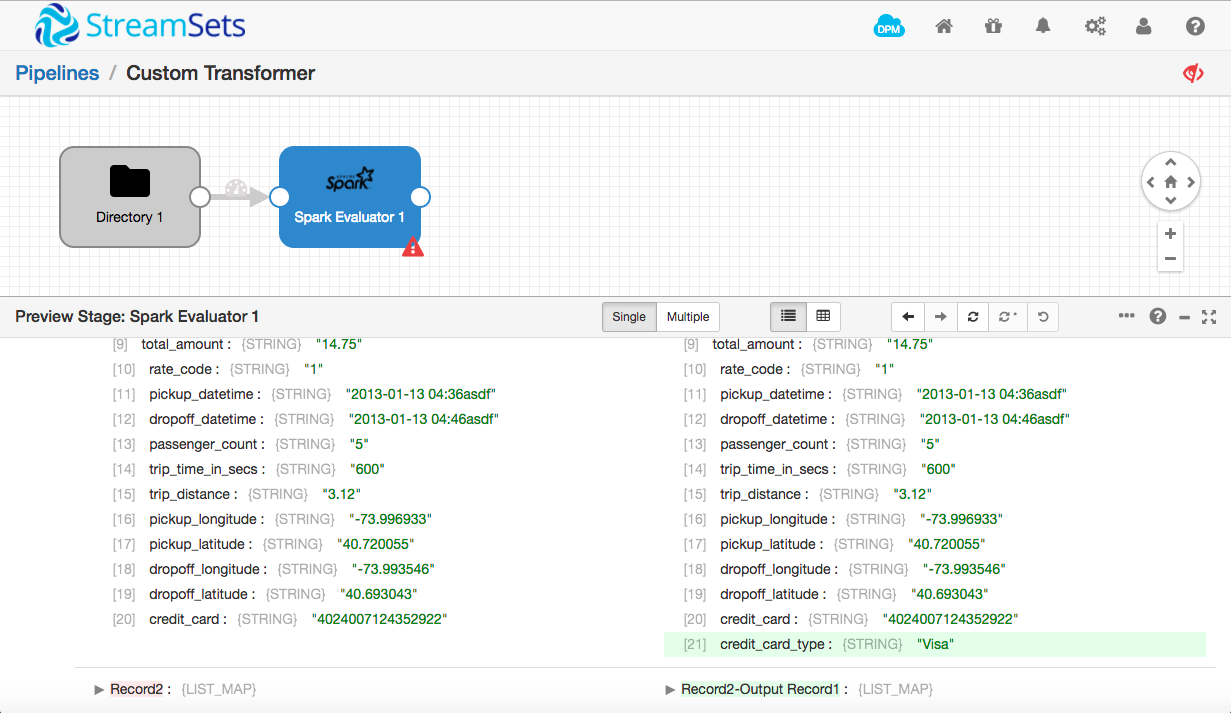 StreamSets
DPM
Pipelines / Custom Transformer
APACHE
Spark
Directory 1
Spark Evaluator 1
Preview Stage: Spark Evaluator 1
Single Multiple
[9] total_amount : {STRING} "14.75" [9] total_amount : {STRING} "14.75"
[10] rate_code : {STRING} "1" [10] rate_code : {STRING} "1"
[11] pickup_datetime : {STRING} "2013-01-13 04:36asdf" [11] pickup_datetime : {STRING} "2013-01-13 04:36asdf"
[12] dropoff_datetime : {STRING} "2013-01-13 04:46asdf" [12] dropoff_datetime : {STRING} "2013-01-13 04:46asdf"
[13] passenger_count : {STRING} "5" [13] passenger_count : {STRING} "5"
[14] trip_time_in_secs : {STRING} "600" [14] trip_time_in_secs : {STRING} "600"
[15] trip_distance : {STRING} "3.12" [15] trip_distance : {STRING} "3.12"
[16] pickup_longitude : {STRING} "-73.996933" [16] pickup_longitude : {STRING} "-73.996933"
[17] pickup_latitude : {STRING} "40.720055" [17] pickup_latitude : {STRING} "40.720055"
[18] dropoff_longitude : {STRING} "-73.993546" [18] dropoff_longitude : {STRING} "-73.993546"
[19] dropoff_latitude : {STRING} "40.693043" [19] dropoff_latitude : {STRING} "40.693043"
[20] credit_card : {STRING} "4024007124352922" [20] credit_card : {STRING} "4024007124352922"
[21] credit_card_type : {STRING} "Visa"
Record2 : {LIST_MAP} Record2-Output Record1 : {LIST_MAP}